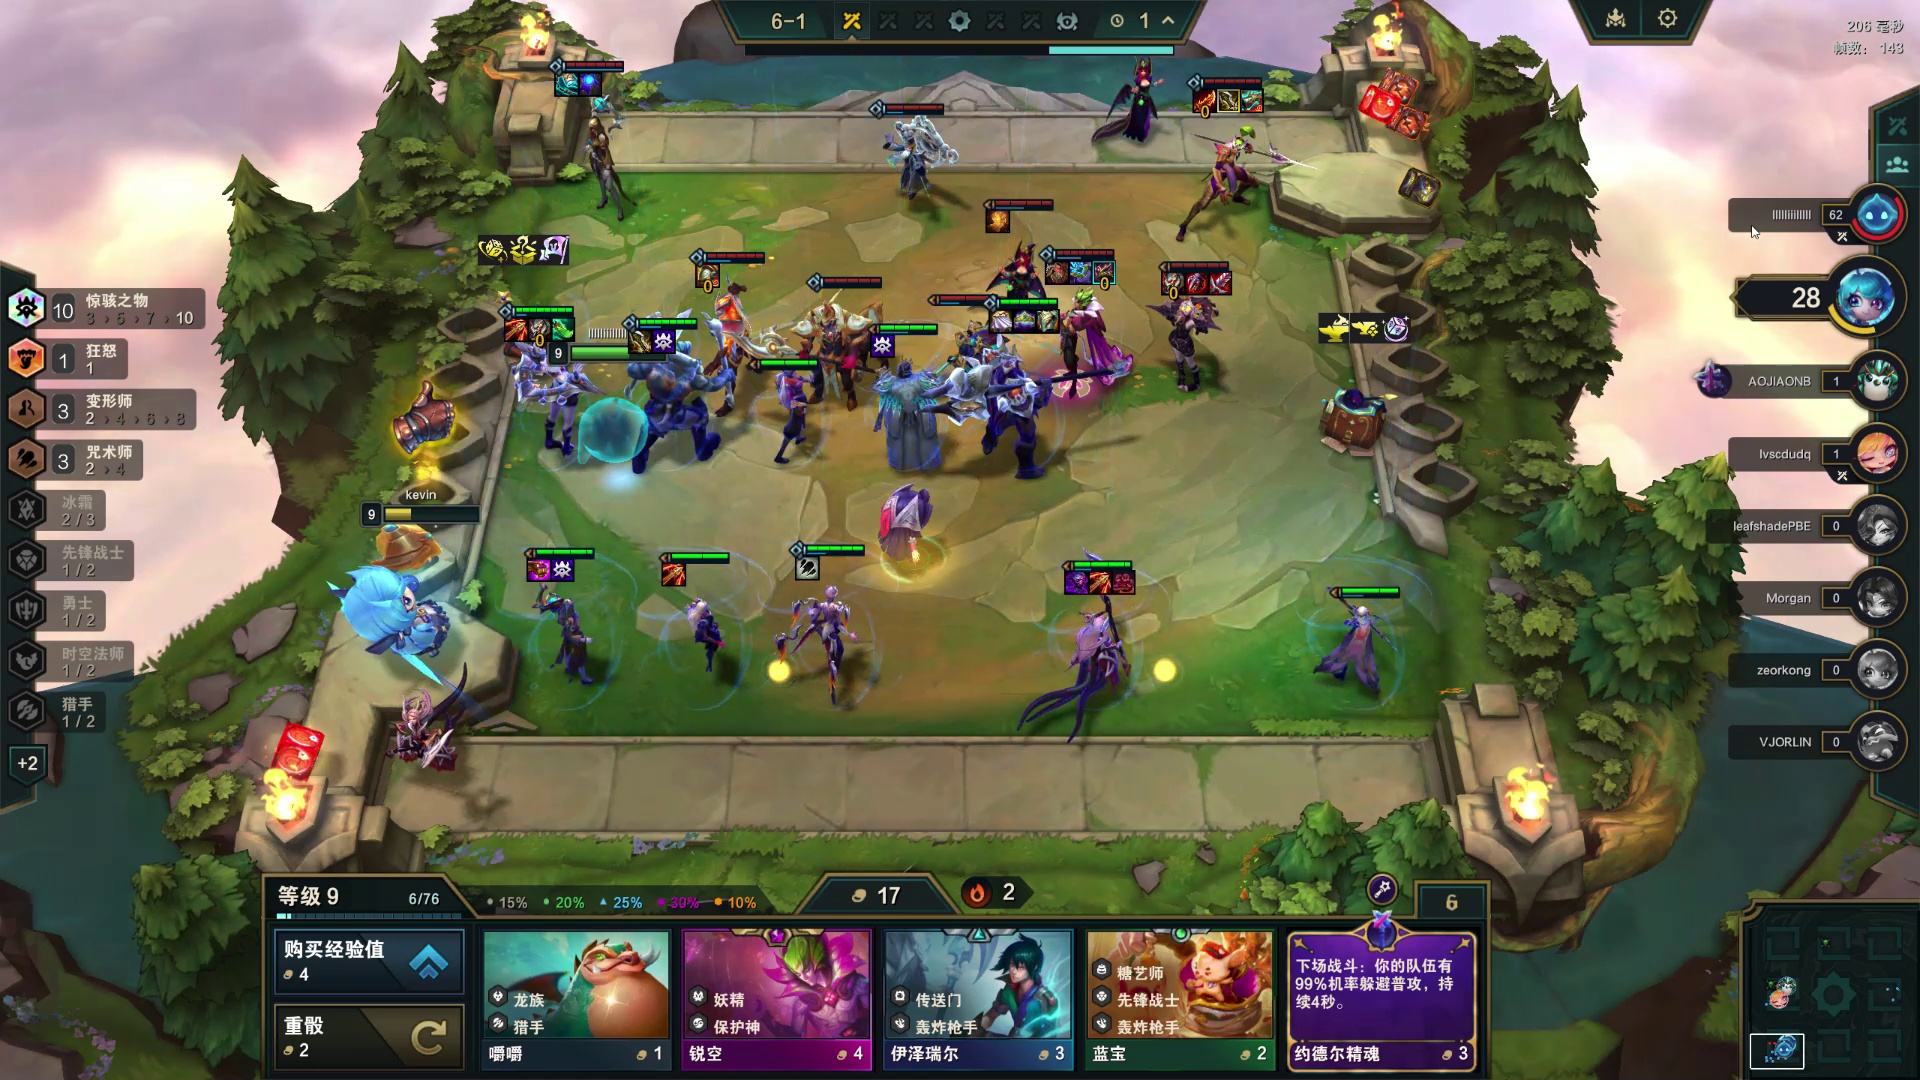 6-1
1
206 毫秒
帧数： 143
10
惊骇之物
3 › 5 › 7 › 10
1
狂怒
1
3
变形师
2 › 4 › 6 › 8
3
咒术师
2 › 4
冰霜
2 / 3
先锋战士
1 / 2
勇士
1 / 2
时空法师
1 / 2
猎手
1 / 2
+2
62
28
AOJIAONB
1
lvscdudq
1
leafshadePBE
0
Morgan
0
zeorkong
0
VJORLIN
0
0
0
0
0
0
9
kevin
9
等级 9
6/76
15%
20%
25%
30%
10%
17
2
6
购买经验值
4
重骰
2
龙族
猎手
嚼嚼
1
妖精
保护神
锐空
4
传送门
轰炸枪手
伊泽瑞尔
3
糖艺师
先锋战士
轰炸枪手
蓝宝
2
下场战斗：你的队伍有
99%机率躲避普攻，持
续4秒。
约德尔精魂
3